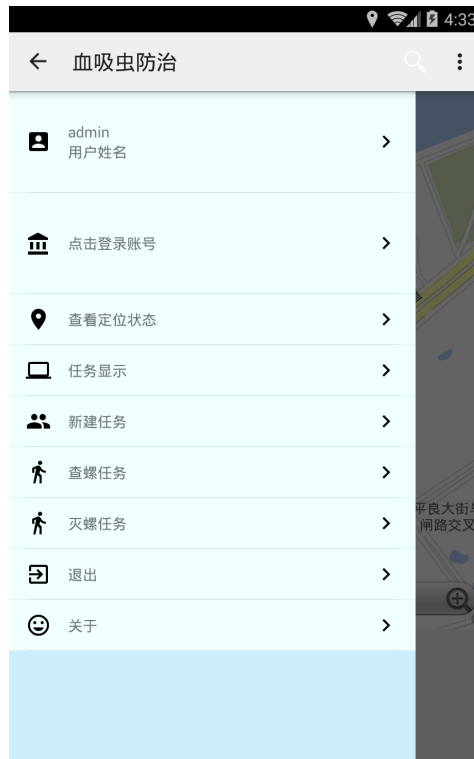 4:33
血吸虫防治
admin
用户姓名
点击登录账号
查看定位状态
任务显示
新建任务
查螺任务
灭螺任务
平良大街与
闸路交叉
退出
关于